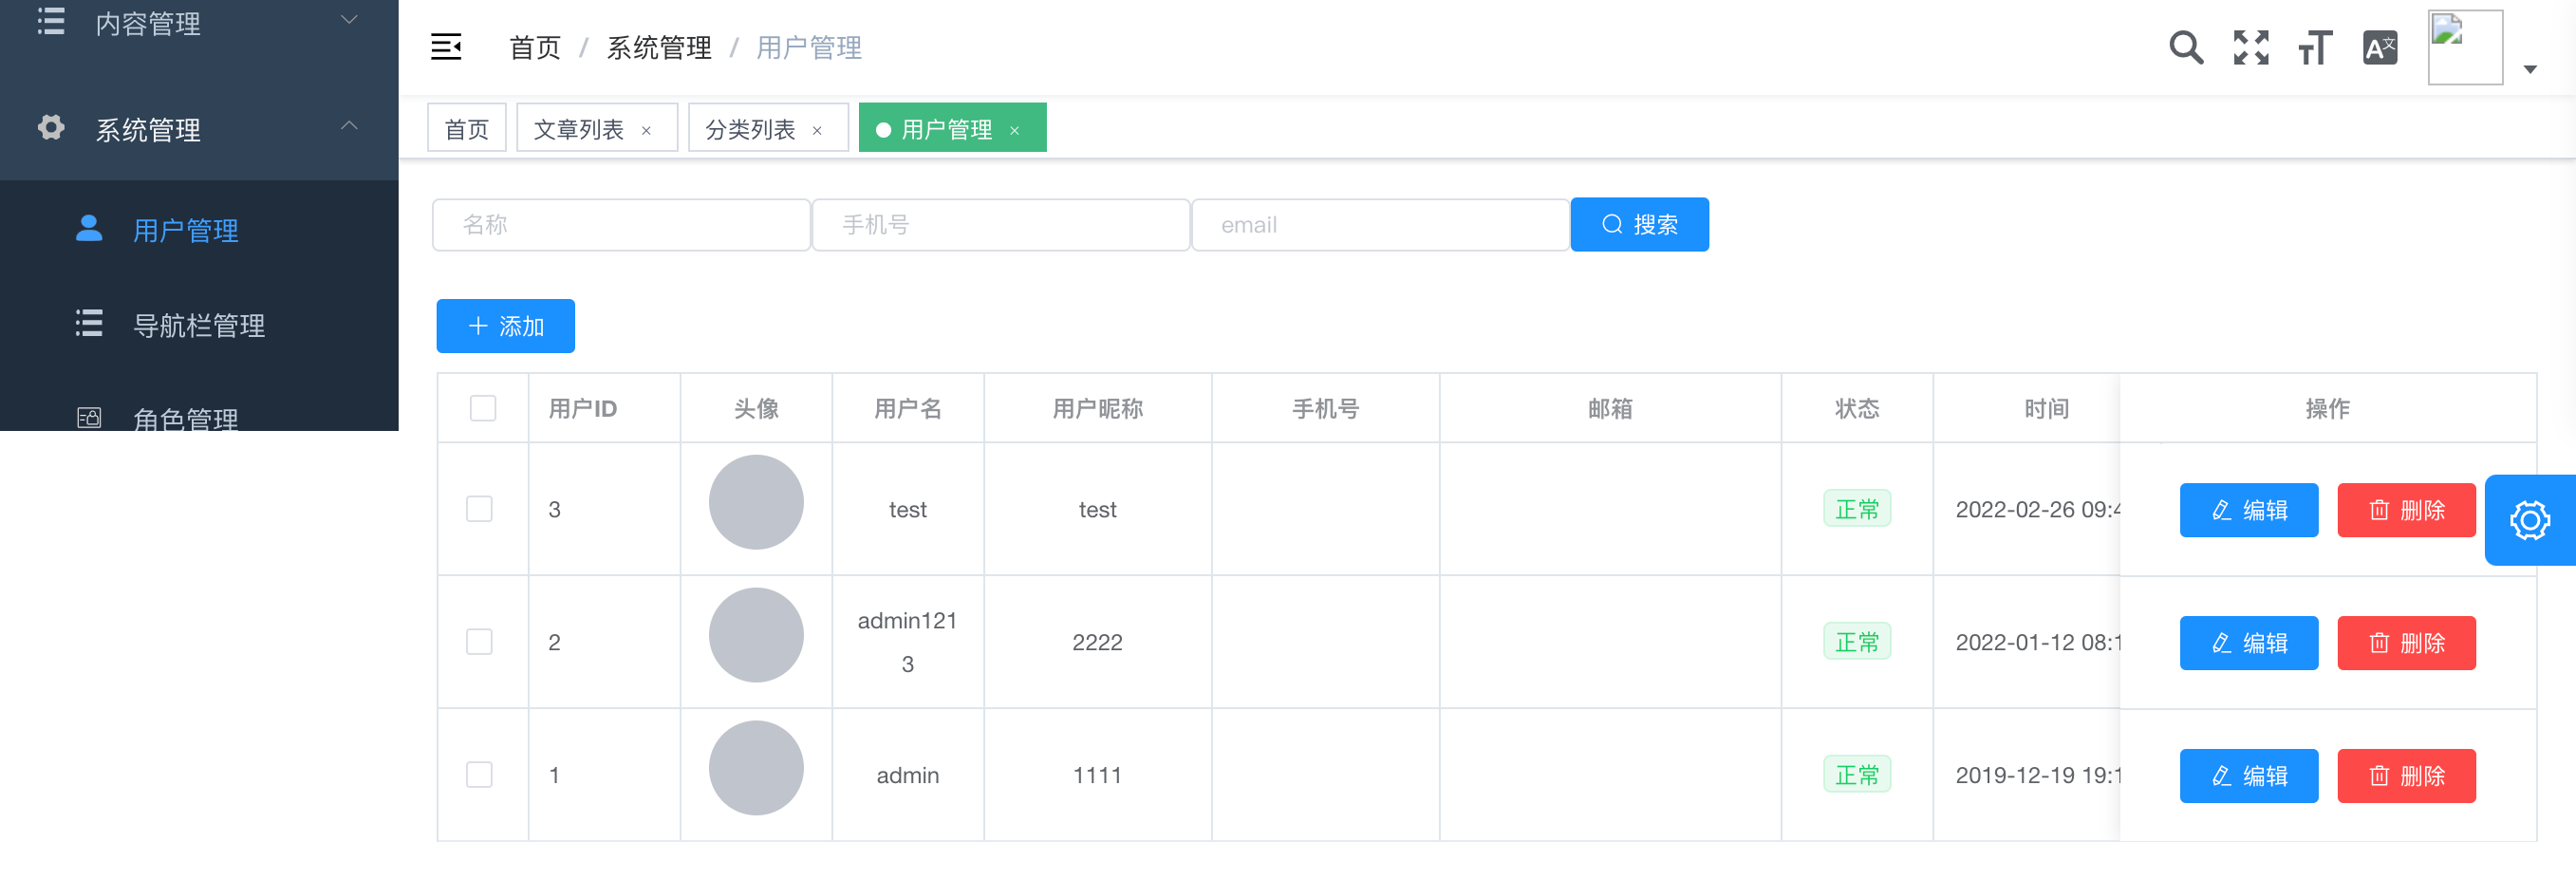 内容管理
系统管理
用户管理
导航栏管理
角色管理
首页 / 系统管理 / 用户管理
首页 文章列表 × 分类列表 × 用户管理 ×
名称 手机号 email 搜索
添加
用户ID 头像 用户名 用户昵称 手机号 邮箱 状态 时间 操作
3 test test 正常 2022-02-26 09:4 编辑 删除
2 admin121
3 2222 正常 2022-01-12 08:1 编辑 删除
1 admin 1111 正常 2019-12-19 19:1 编辑 删除